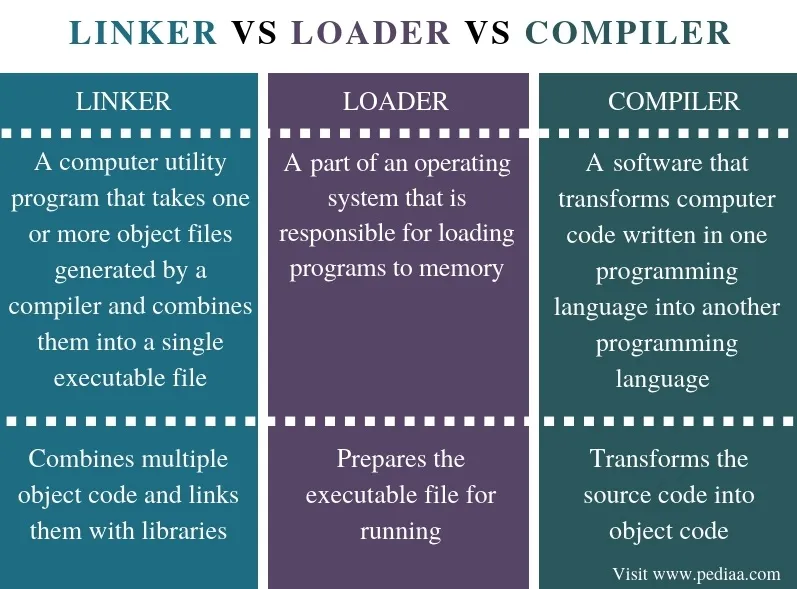 LINKER VS LOADER VS COMPILER
LINKER
A computer utility
program that takes one
or more object files
generated by a
compiler and combines
them into a single
executable file
Combines multiple
object code and links
them with libraries
LOADER
A part of an operating
system that is
responsible for loading
programs to memory
Prepares the
executable file for
running
COMPILER
A software that
transforms computer
code written in one
programming
language into another
programming
language
Transforms the
source code into
object code
Visit www.pediaa.com